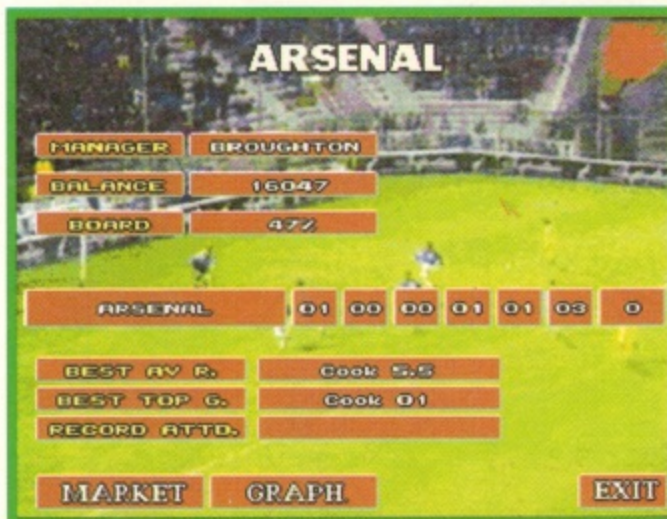 ARSENAL
MANAGER BROUGHTON
BALANCE 16047
BOARD 47%
ARSENAL 01 00 00 01 01 03 0
BEST AV R. Cook 5.5
BEST TOP G. Cook 01
RECORD ATTD.
MARKET GRAPH EXIT